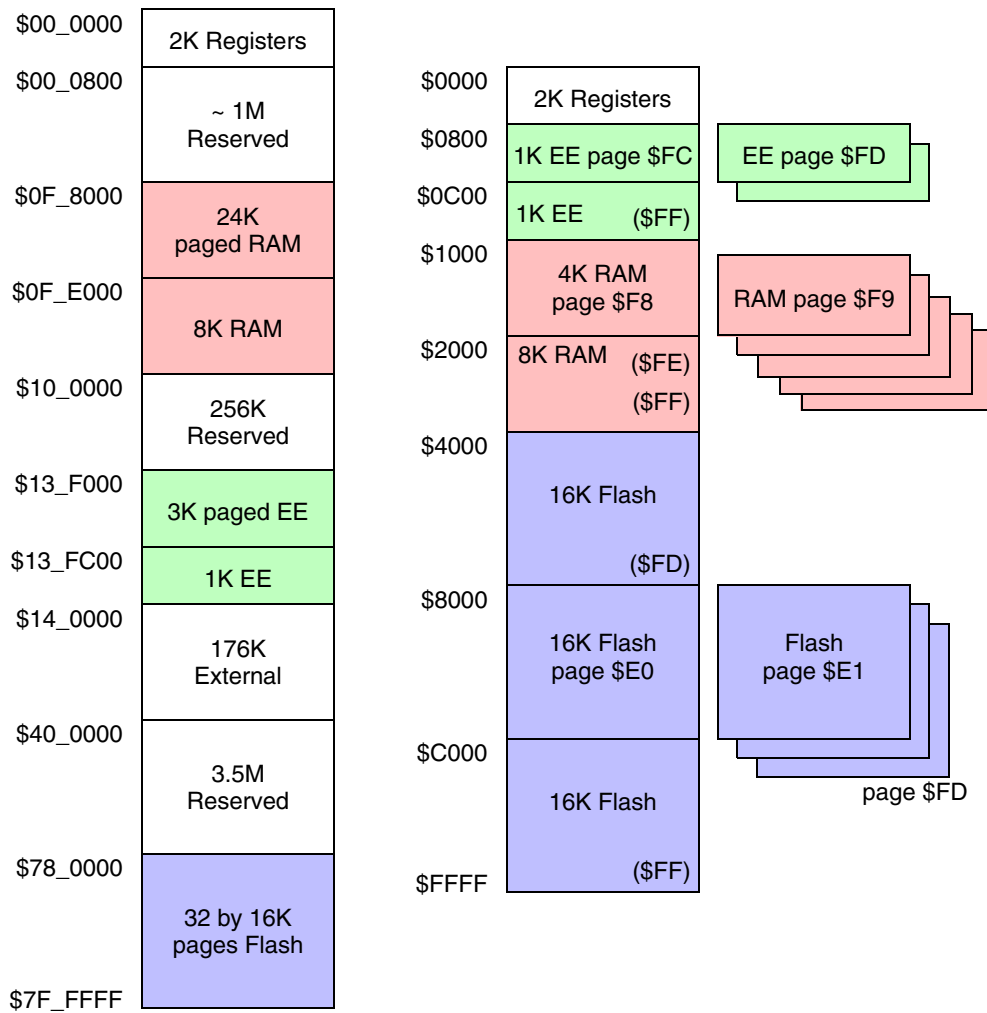 $00_0000
2K Registers
$00_0800
~ 1M
Reserved
$0F_8000
24K
paged RAM
$0F_E000
8K RAM
$10_0000
256K
Reserved
$13_F000
3K paged EE
$13_FC00
1K EE
$14_0000
176K
External
$40_0000
3.5M
Reserved
$78_0000
32 by 16K
pages Flash
$7F_FFFF
$0000
2K Registers
$0800
1K EE page $FC
EE page $FD
$0C00
1K EE ($FF)
$1000
4K RAM
page $F8
RAM page $F9
$2000
8K RAM ($FE)
($FF)
$4000
16K Flash
($FD)
$8000
16K Flash
page $E0
Flash
page $E1
page $FD
$C000
16K Flash
($FF)
$FFFF